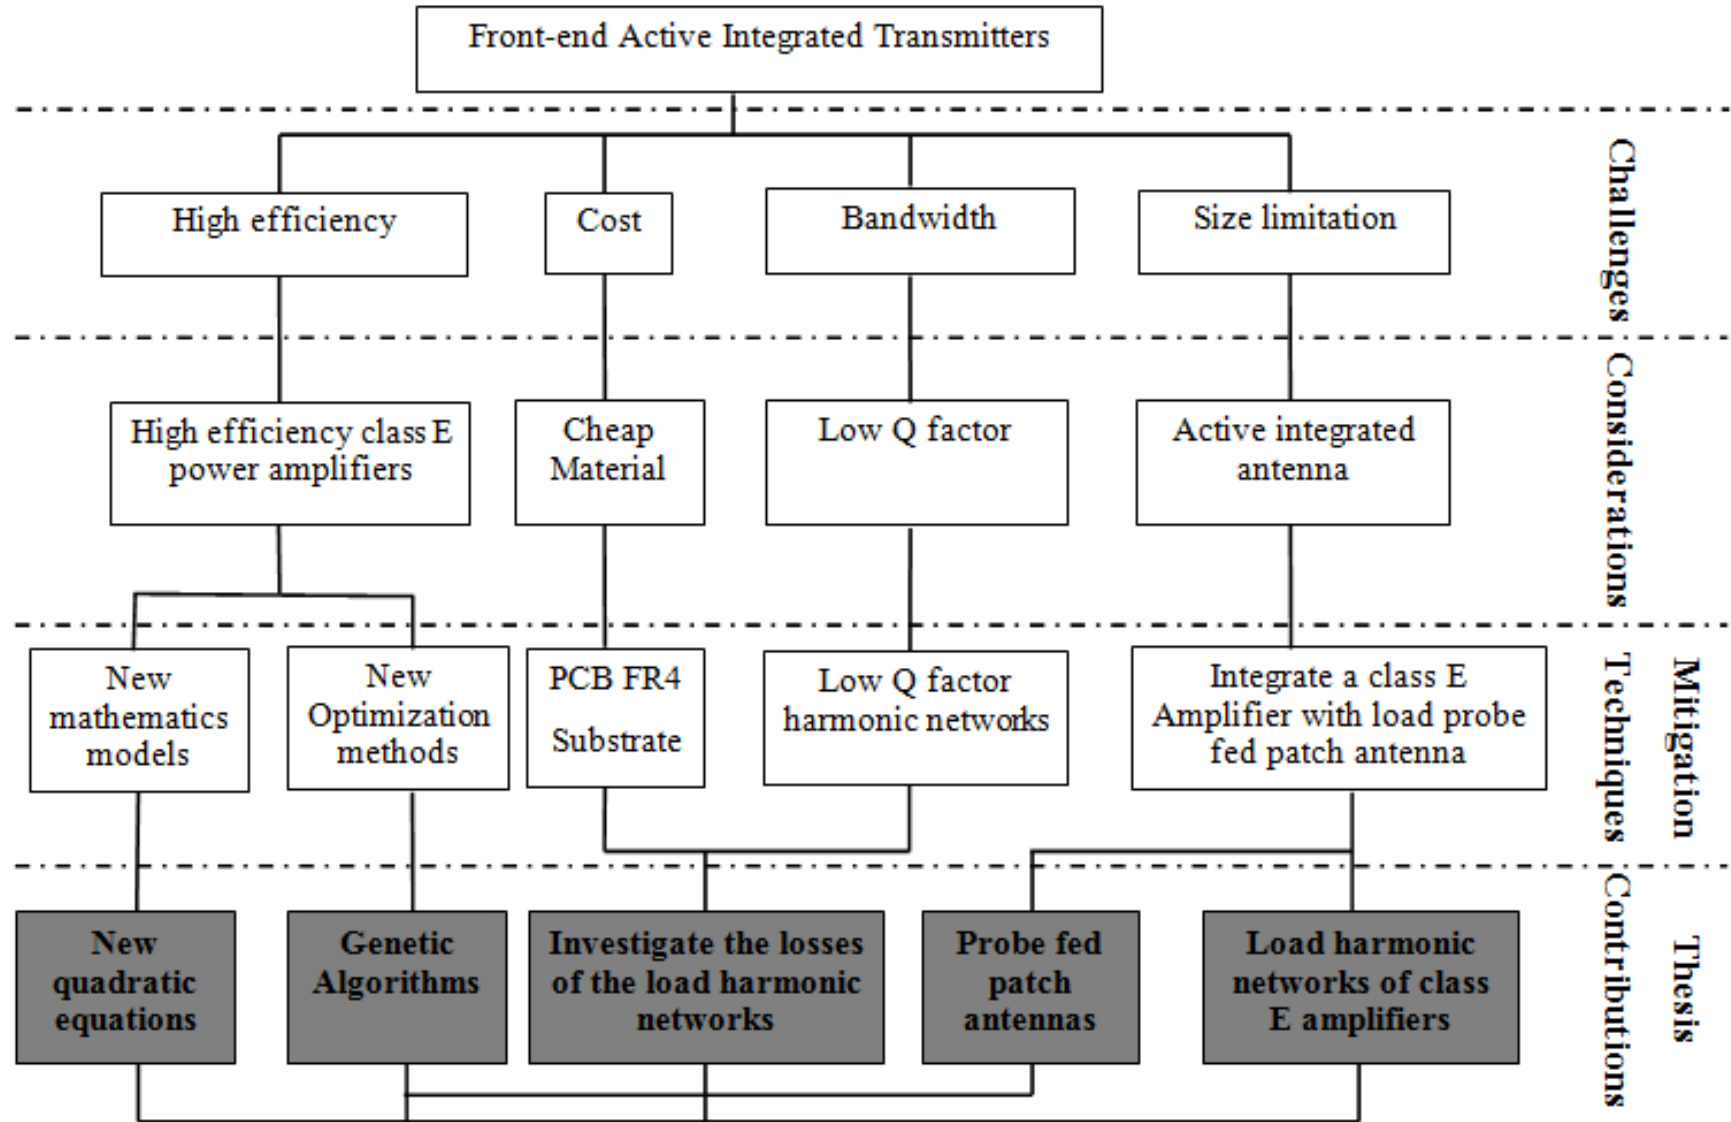 Front-end Active Integrated Transmitters
Challenges
High efficiency
Cost
Bandwidth
Size limitation
Considerations
High efficiency class E
power amplifiers
Cheap
Material
Low Q factor
Active integrated
antenna
Mitigation
Techniques
New
mathematics
models
New
Optimization
methods
PCB FR4
Substrate
Low Q factor
harmonic networks
Integrate a class E
Amplifier with load probe
fed patch antenna
Thesis
Contributions
New
quadratic
equations
Genetic
Algorithms
Investigate the losses
of the load harmonic
networks
Probe fed
patch
antennas
Load harmonic
networks of class
E amplifiers